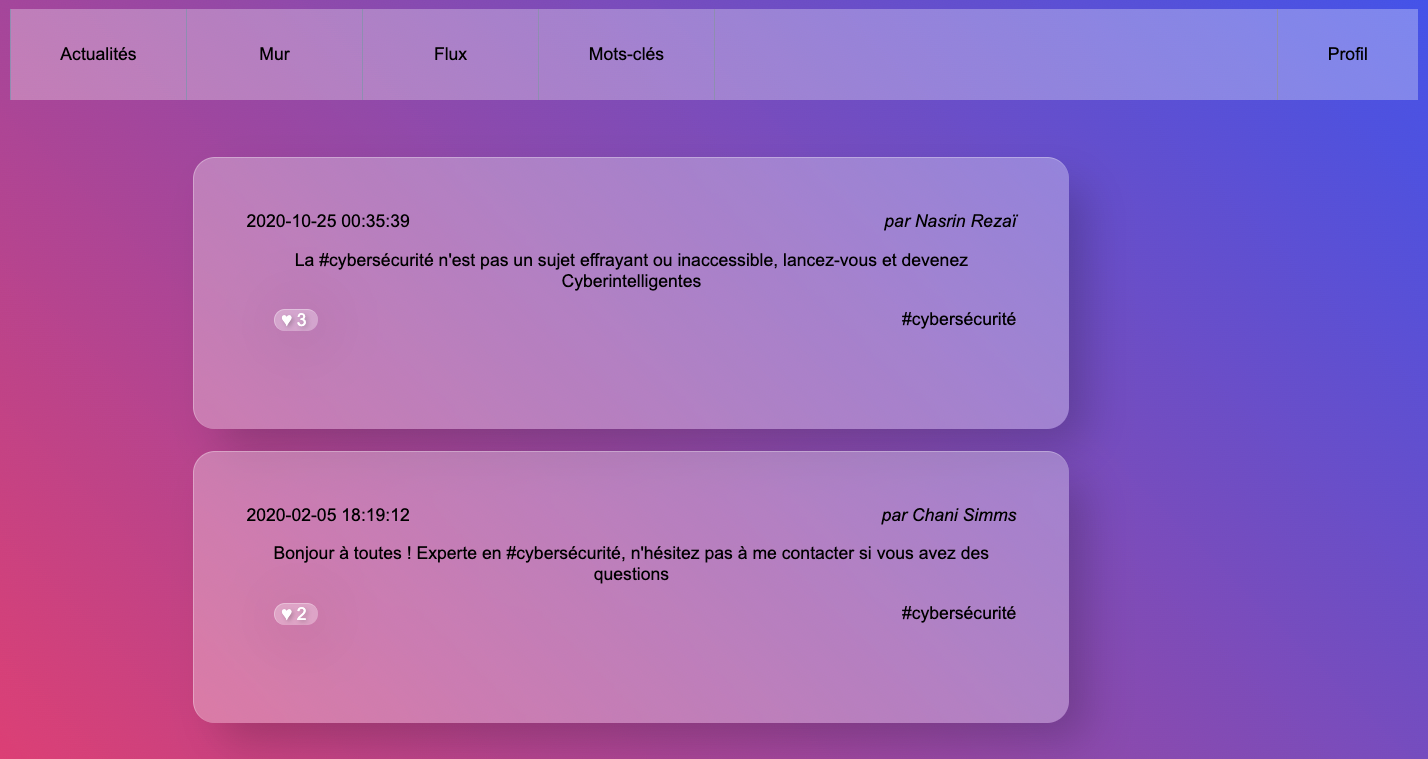 Actualités Mur Flux Mots-clés Profil
2020-10-25 00:35:39 par Nasrin Rezaï
La #cybersécurité n'est pas un sujet effrayant ou inaccessible, lancez-vous et devenez
Cyberintelligentes
♥ 3 #cybersécurité
2020-02-05 18:19:12 par Chani Simms
Bonjour à toutes ! Experte en #cybersécurité, n'hésitez pas à me contacter si vous avez des
questions
♥ 2 #cybersécurité